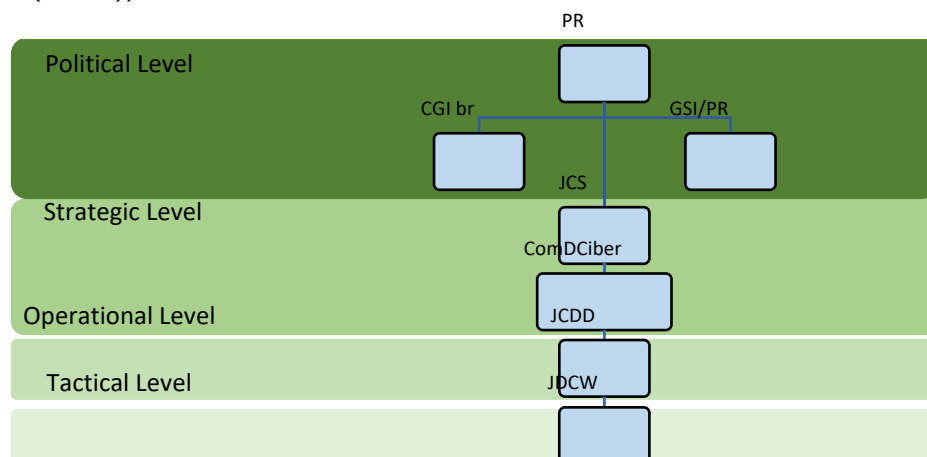 PR
Political Level
CGI br
GSI/PR
JCS
Strategic Level
ComDCiber
Operational Level
JCDD
Tactical Level
JDCW